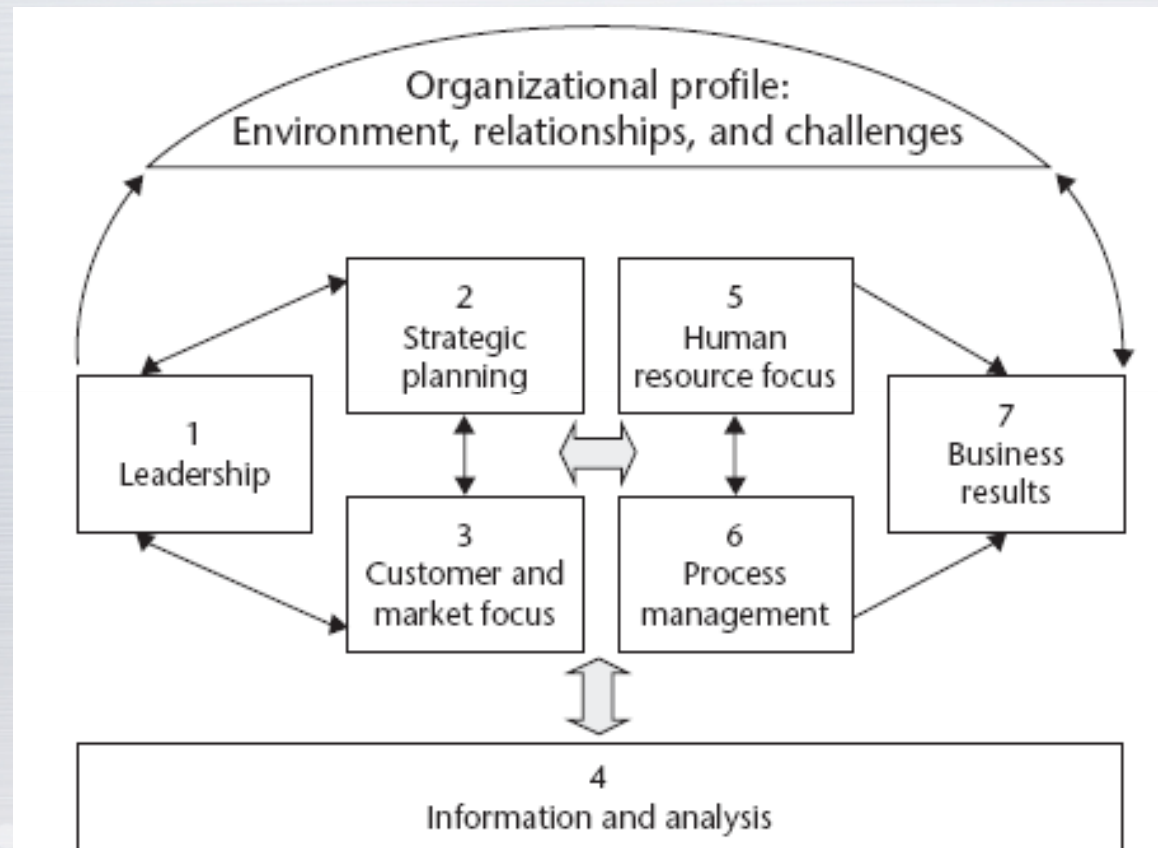 Organizational profile:
Environment, relationships, and challenges
1
Leadership
2
Strategic
planning
3
Customer and
market focus
5
Human
resource focus
6
Process
management
7
Business
results
4
Information and analysis